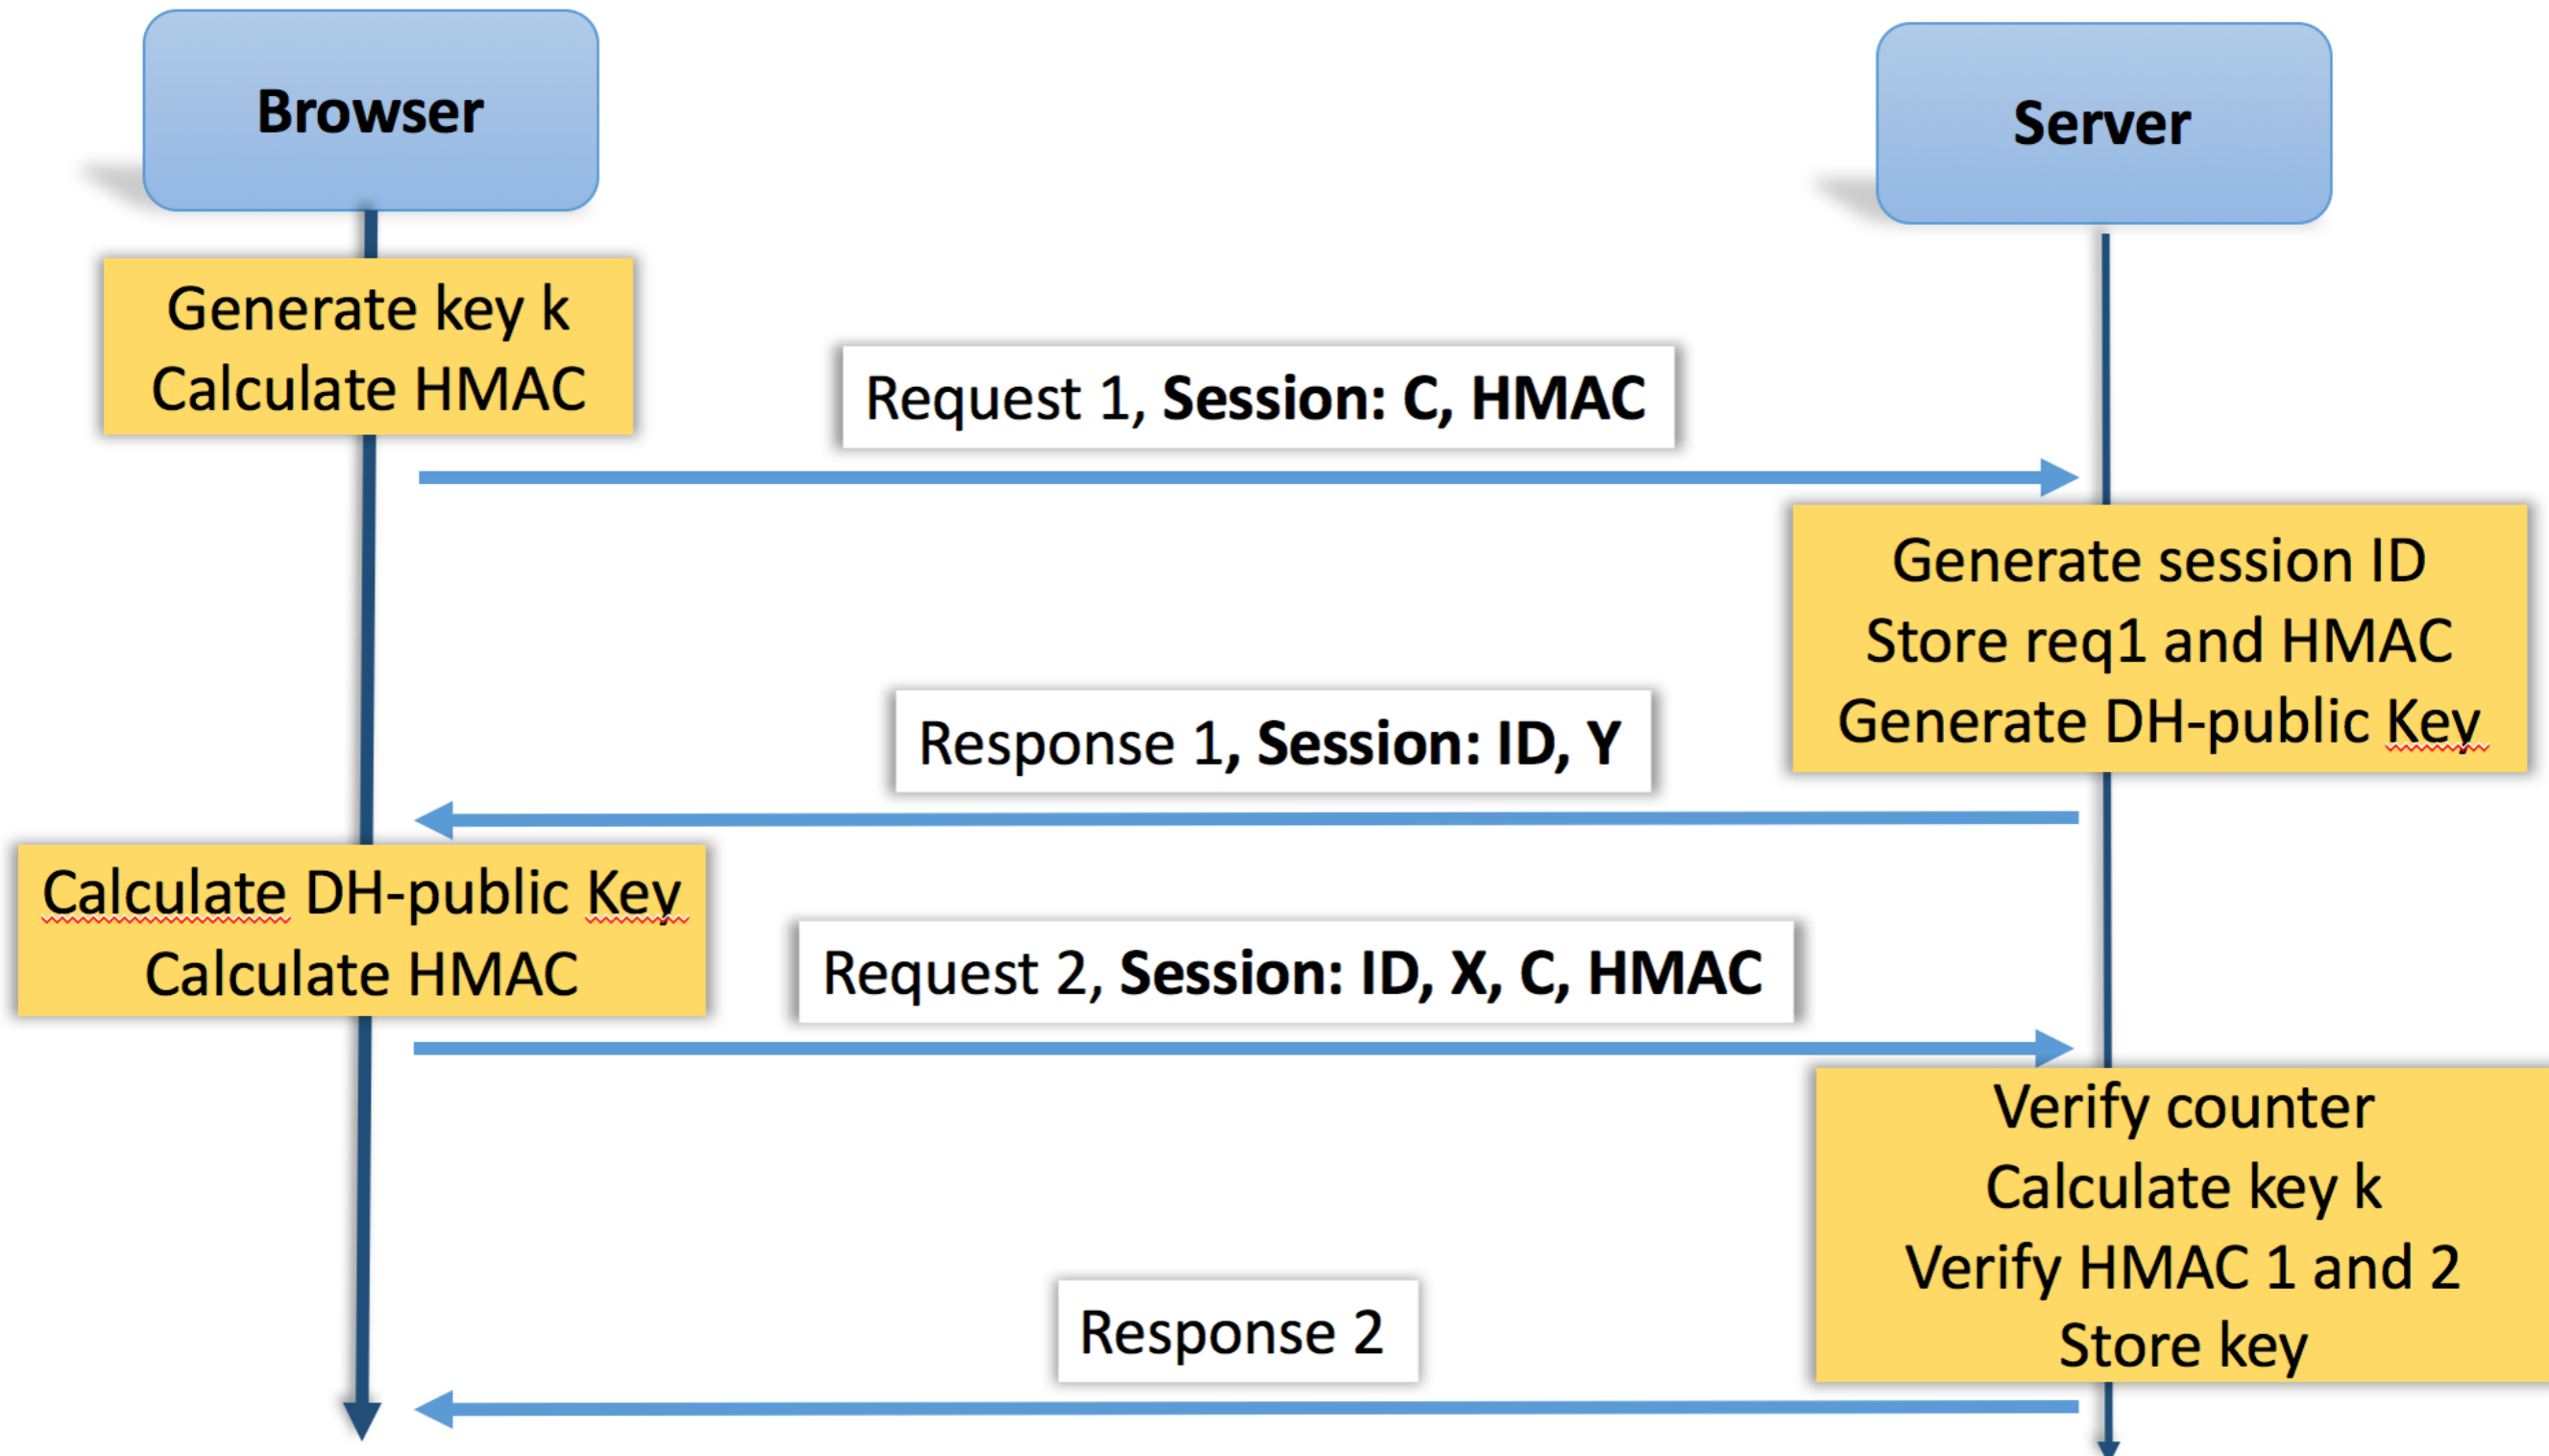 Browser
Server
Generate key k
Calculate HMAC
Request 1, Session: C, HMAC
Generate session ID
Store req1 and HMAC
Generate DH-public Key
Response 1, Session: ID, Y
Calculate DH-public Key
Calculate HMAC
Request 2, Session: ID, X, C, HMAC
Verify counter
Calculate key k
Verify HMAC 1 and 2
Store key
Response 2